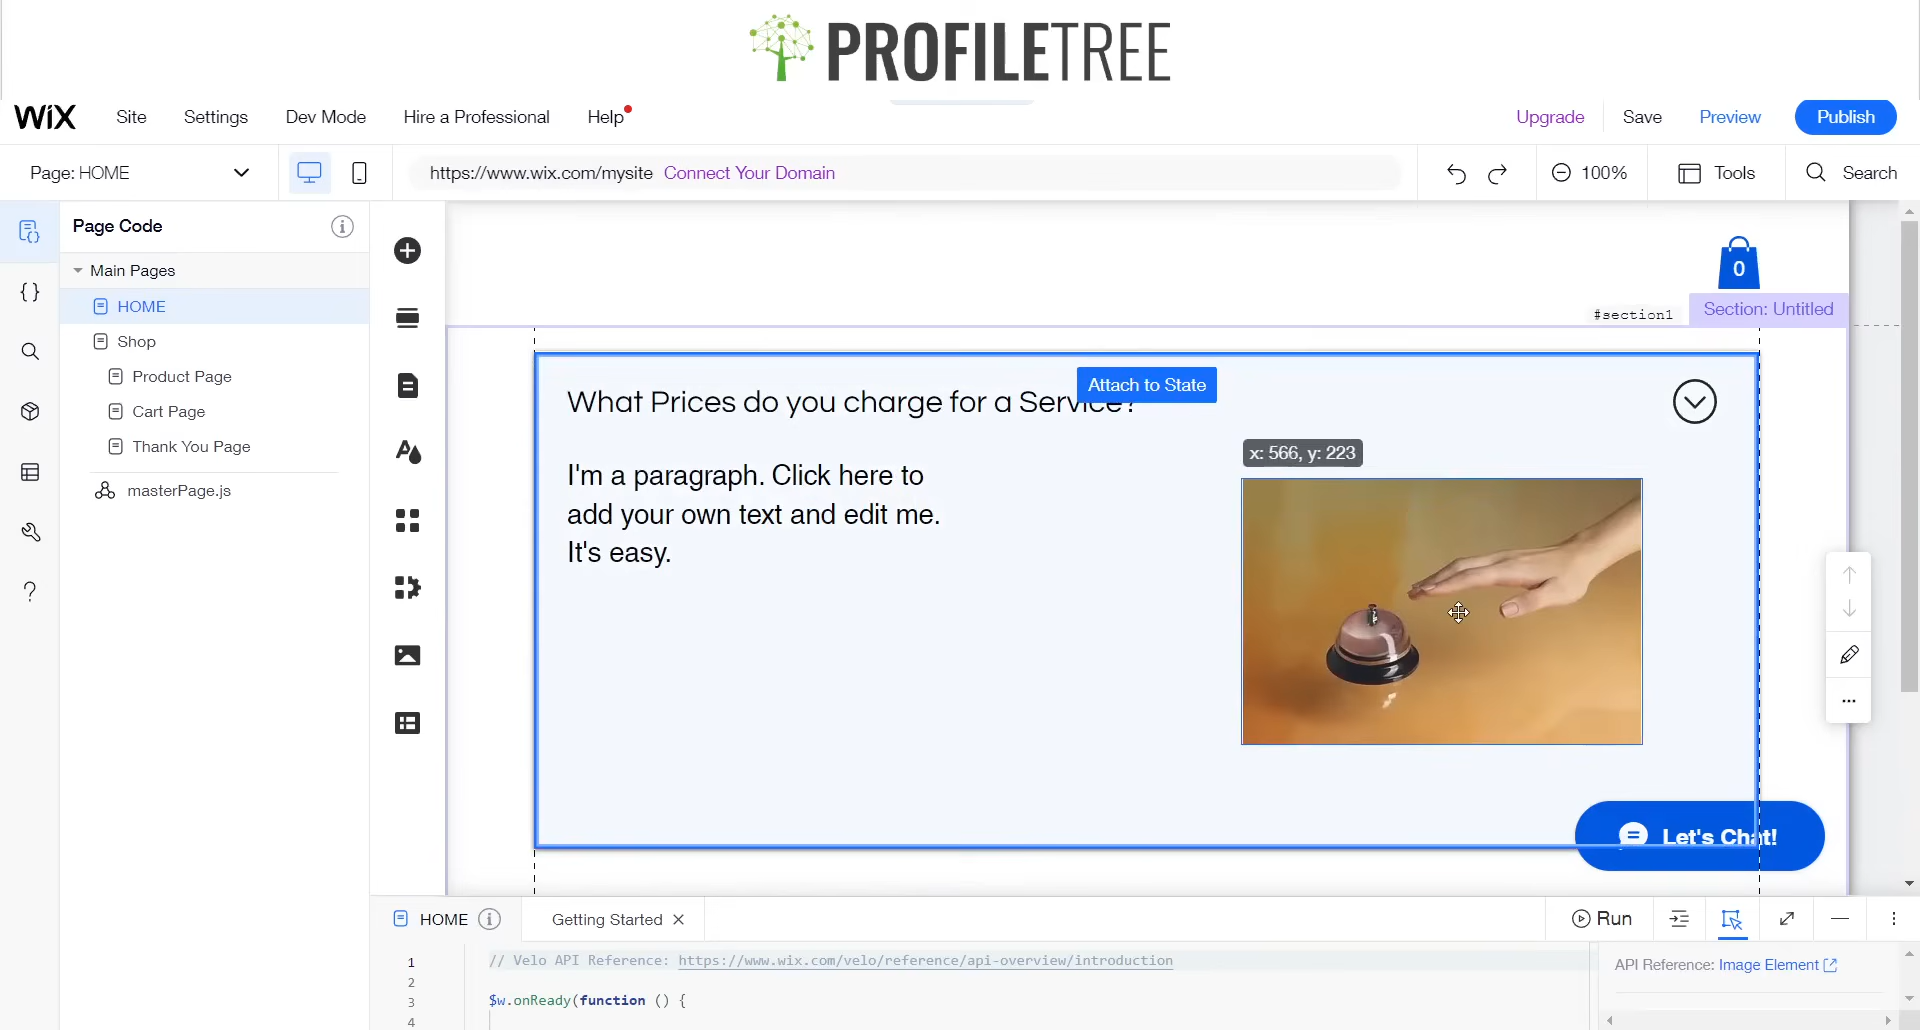 PROFILETREE
WiX Site Settings Dev Mode Hire a Professional Help Upgrade Save Preview Publish
Page: HOME https://www.wix.com/mysite Connect Your Domain 100% Tools Search
Page Code
Main Pages
HOME
Shop
Product Page
Cart Page
Thank You Page
masterPage.js
0
#section1 Section: Untitled
Attach to State
What Prices do you charge for a Service?
x: 566, y: 223
I'm a paragraph. Click here to
add your own text and edit me.
It's easy.
Let's Chat!
HOME Getting Started Run
1 // Velo API Reference: https://www.wix.com/velo/reference/api-overview/introduction
2
3 $w.onReady(function () {
4
API Reference: Image Element